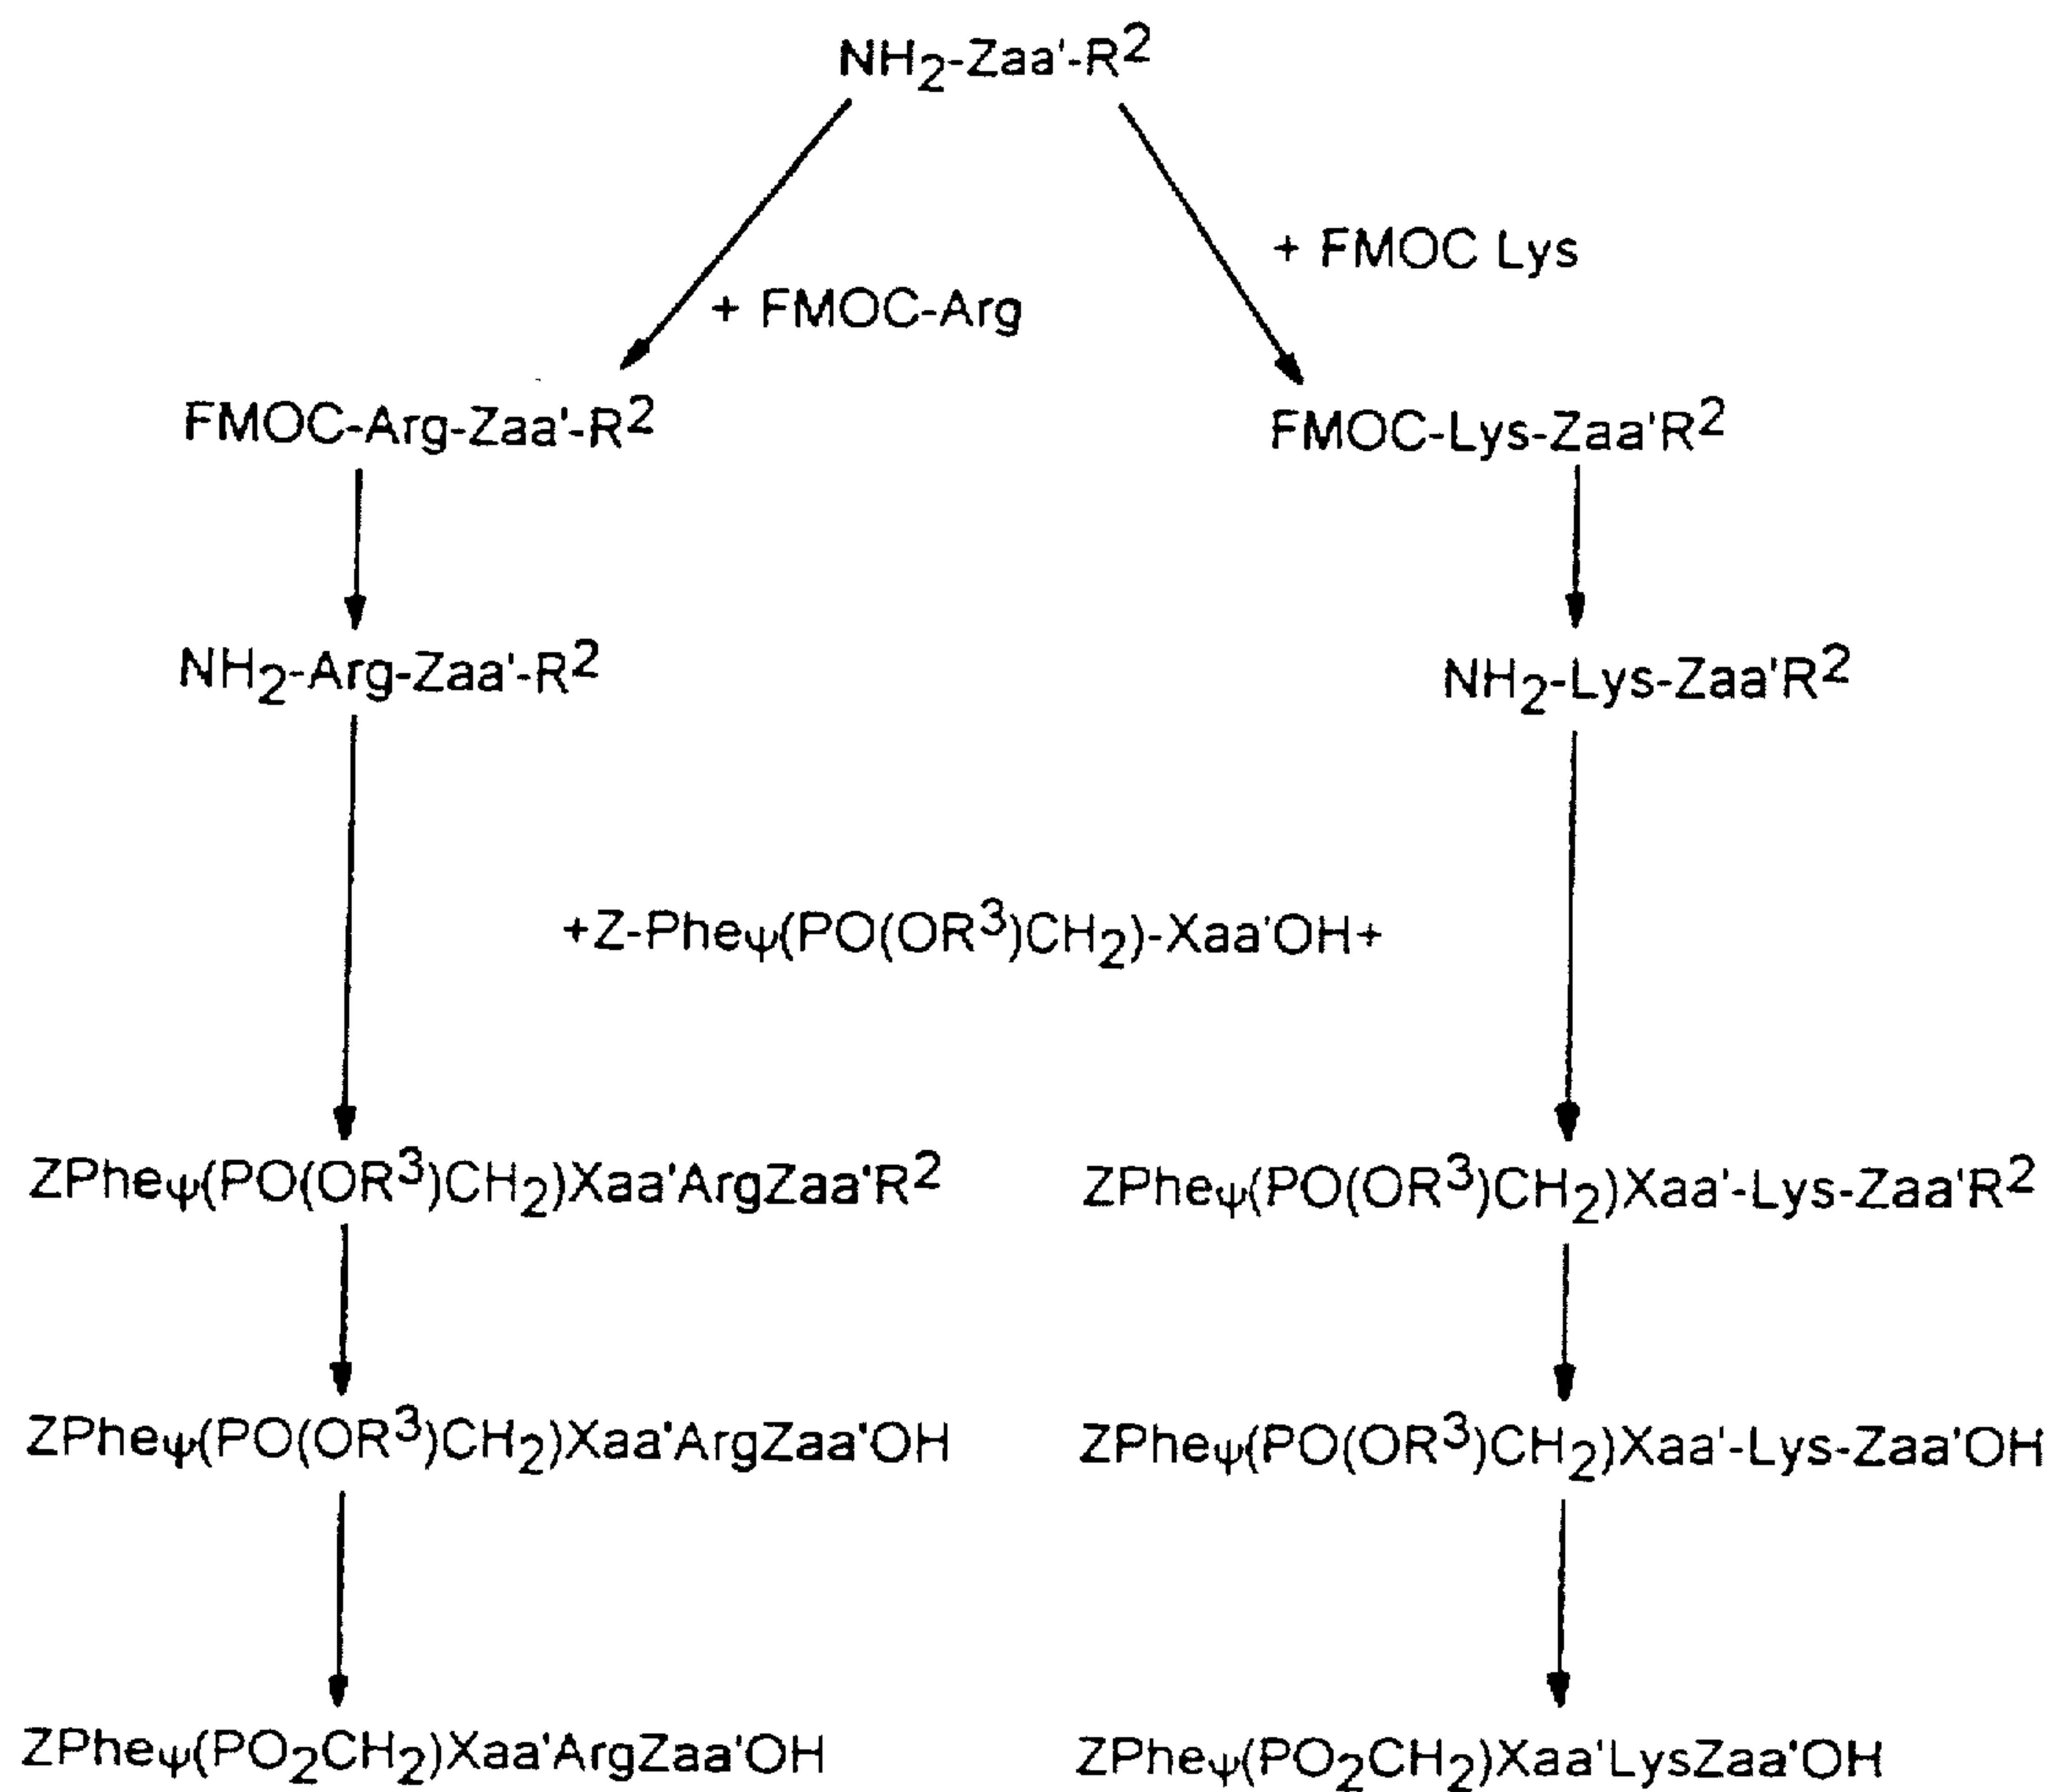 NH2-Zaa'-R2
+ FMOC Lys
+ FMOC-Arg
FMOC-Arg-Zaa'-R2
FMOC-Lys-Zaa'R2
NH2-Arg-Zaa'-R2
NH2-Lys-Zaa'R2
+Z-Pheψ(PO(OR3)CH2)-Xaa'OH+
ZPheψ(PO(OR3)CH2)Xaa'ArgZaa'R2
ZPheψ(PO(OR3)CH2)Xaa'-Lys-Zaa'R2
ZPheψ(PO(OR3)CH2)Xaa'ArgZaa'OH
ZPheψ(PO(OR3)CH2)Xaa'-Lys-Zaa'OH
ZPheψ(PO2CH2)Xaa'ArgZaa'OH
ZPheψ(PO2CH2)Xaa'LysZaa'OH